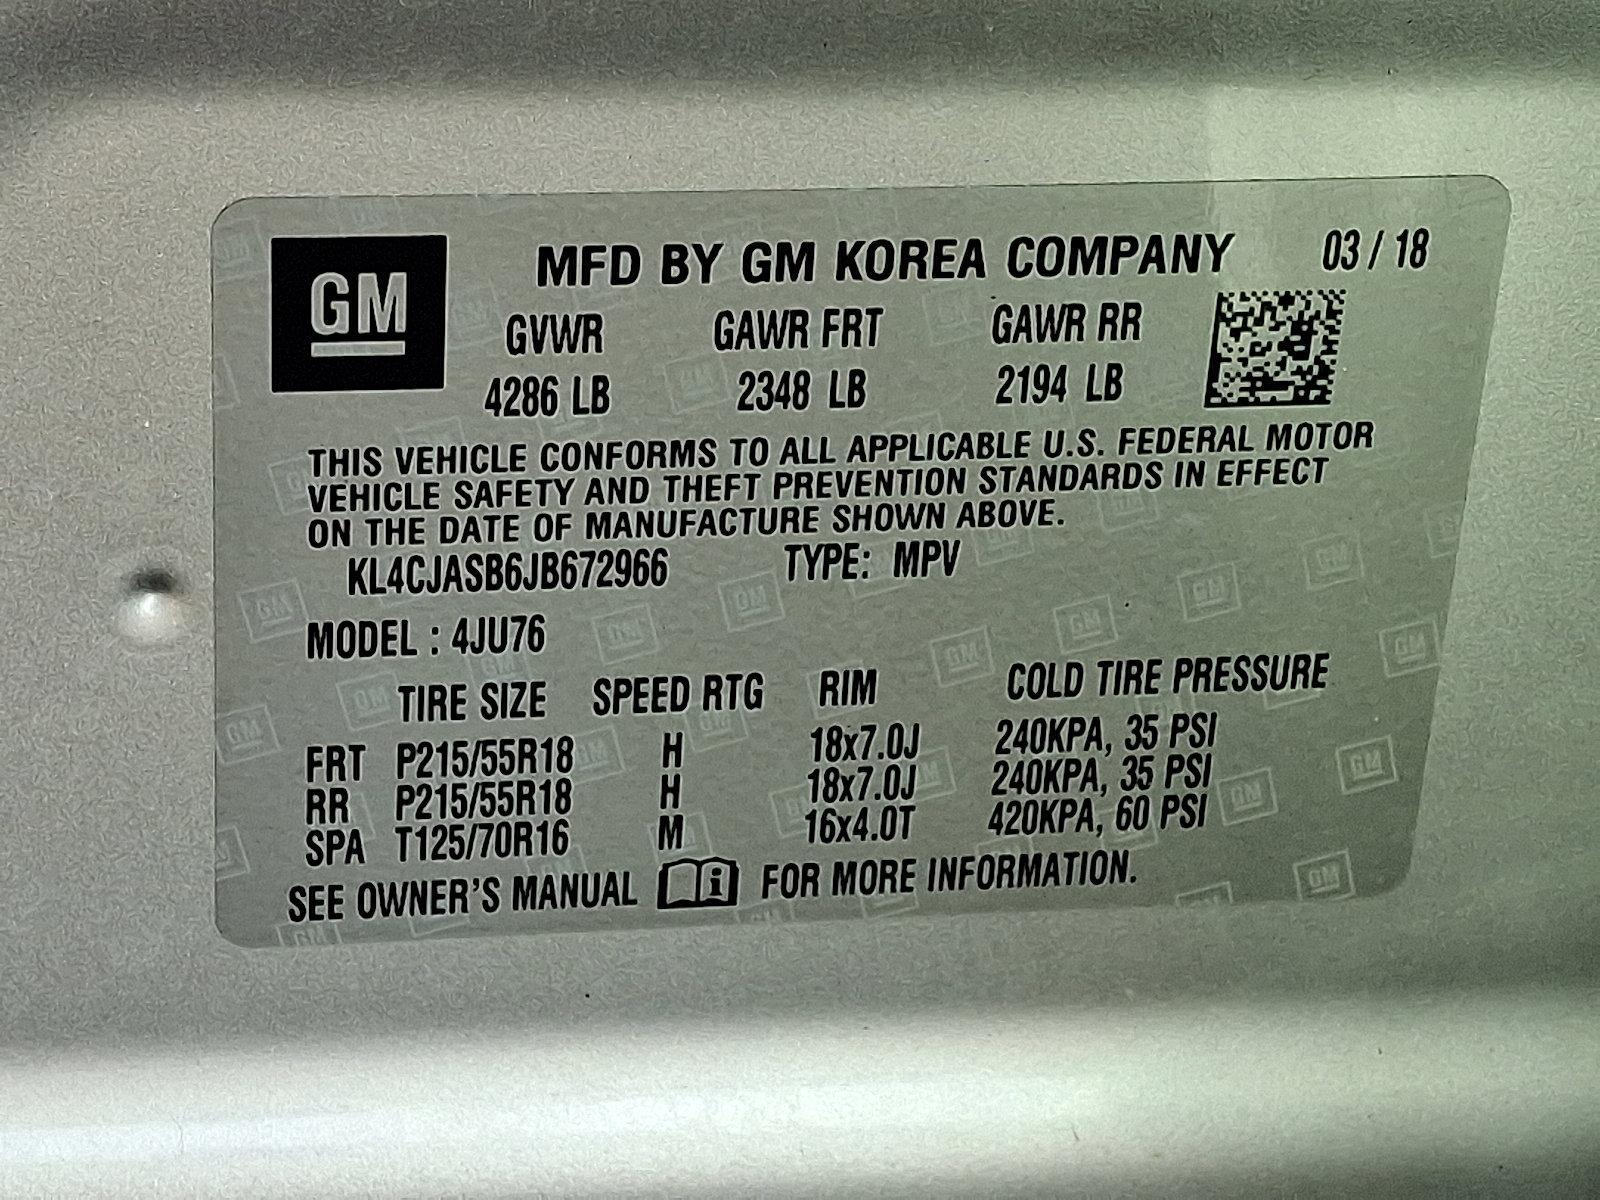 GM
MFD BY GM KOREA COMPANY 03 / 18
GVWR GAWR FRT GAWR RR
4286 LB 2348 LB 2194 LB
THIS VEHICLE CONFORMS TO ALL APPLICABLE U.S. FEDERAL MOTOR
VEHICLE SAFETY AND THEFT PREVENTION STANDARDS IN EFFECT
ON THE DATE OF MANUFACTURE SHOWN ABOVE.
KL4CJASB6JB672966 TYPE: MPV
MODEL : 4JU76
TIRE SIZE SPEED RTG RIM COLD TIRE PRESSURE
FRT P215/55R18 H 18x7.0J 240KPA, 35 PSI
RR P215/55R18 H 18x7.0J 240KPA, 35 PSI
SPA T125/70R16 M 16x4.0T 420KPA, 60 PSI
SEE OWNER'S MANUAL i FOR MORE INFORMATION.